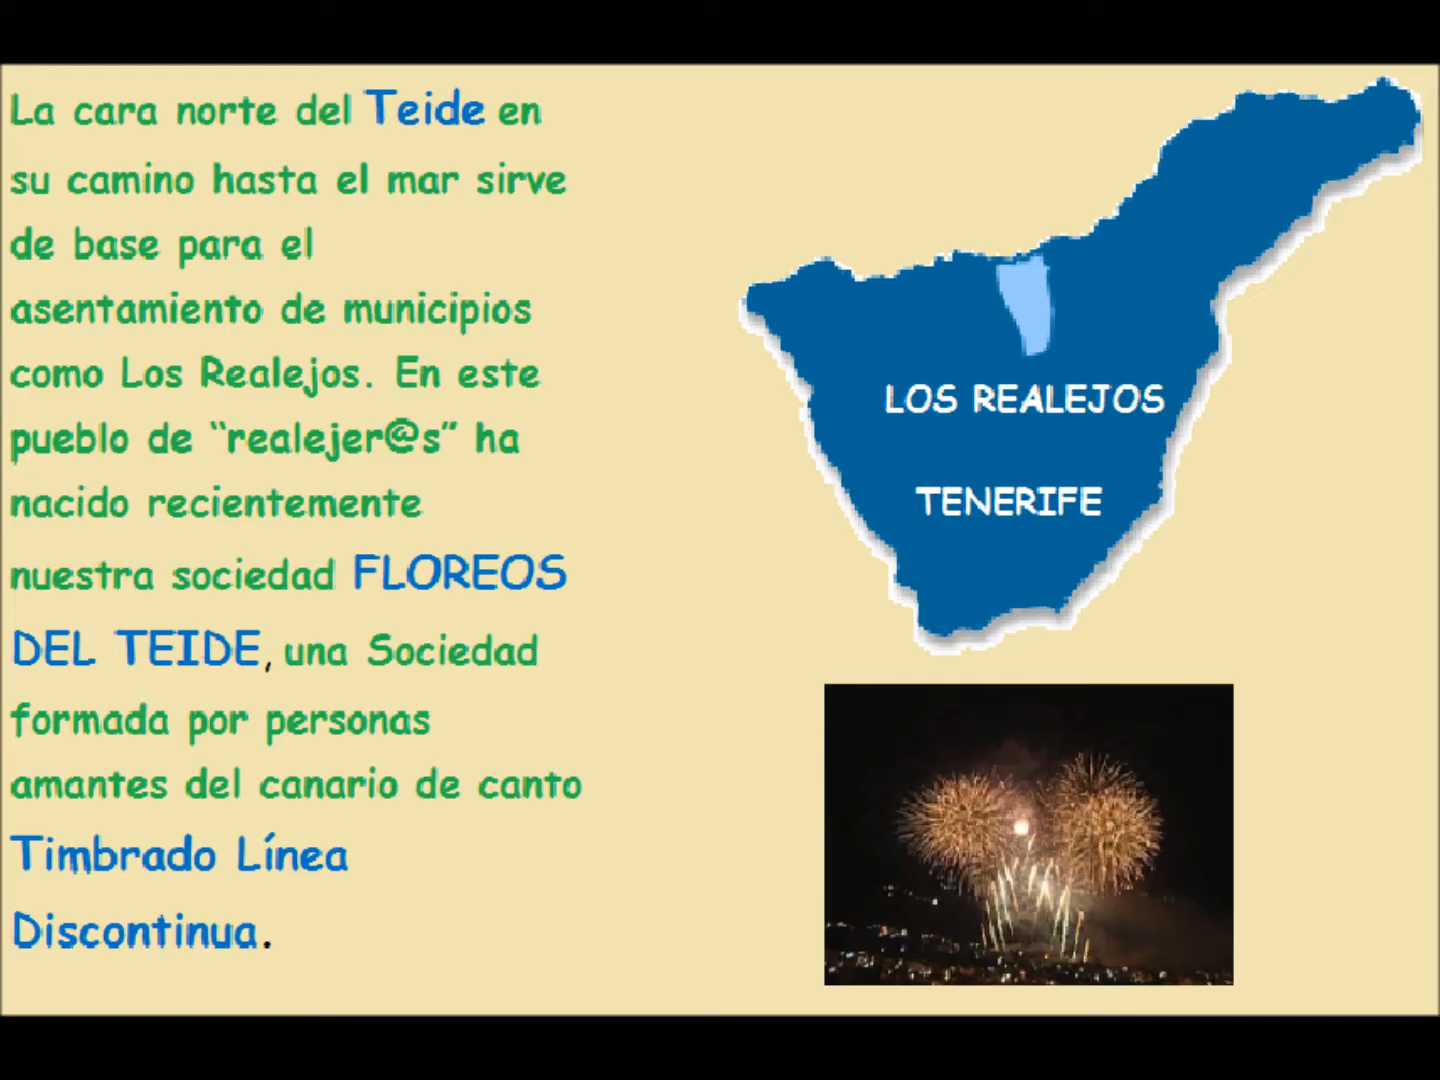 La cara norte del Teide en
su camino hasta el mar sirve
de base para el
asentamiento de municipios
como Los Realejos. En este
pueblo de “realejer@s” ha
nacido recientemente
nuestra sociedad FLOREOS
DEL TEIDE, una Sociedad
formada por personas
amantes del canario de canto
Timbrado Línea
Discontinua.
LOS REALEJOS
TENERIFE